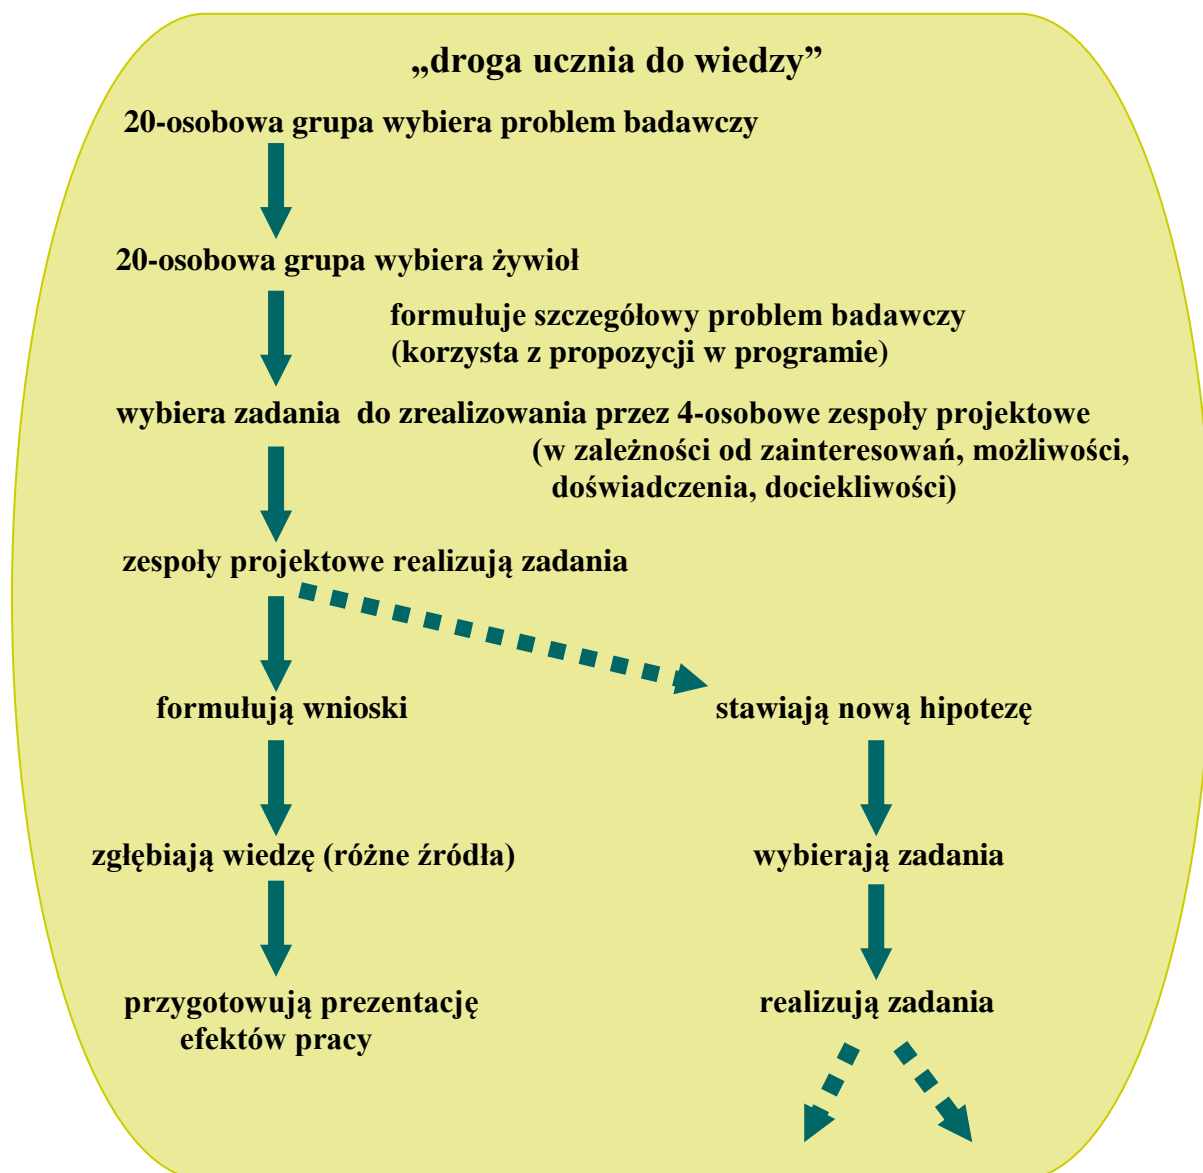 „droga ucznia do wiedzy”
20-osobowa grupa wybiera problem badawczy
20-osobowa grupa wybiera żywioł
formułuje szczegółowy problem badawczy
(korzysta z propozycji w programie)
wybiera zadania do zrealizowania przez 4-osobowe zespoły projektowe
(w zależności od zainteresowań, możliwości,
doświadczenia, dociekliwości)
zespoły projektowe realizują zadania
formułują wnioski
stawiają nową hipotezę
zgłębiają wiedzę (różne źródła)
wybierają zadania
przygotowują prezentację
efektów pracy
realizują zadania